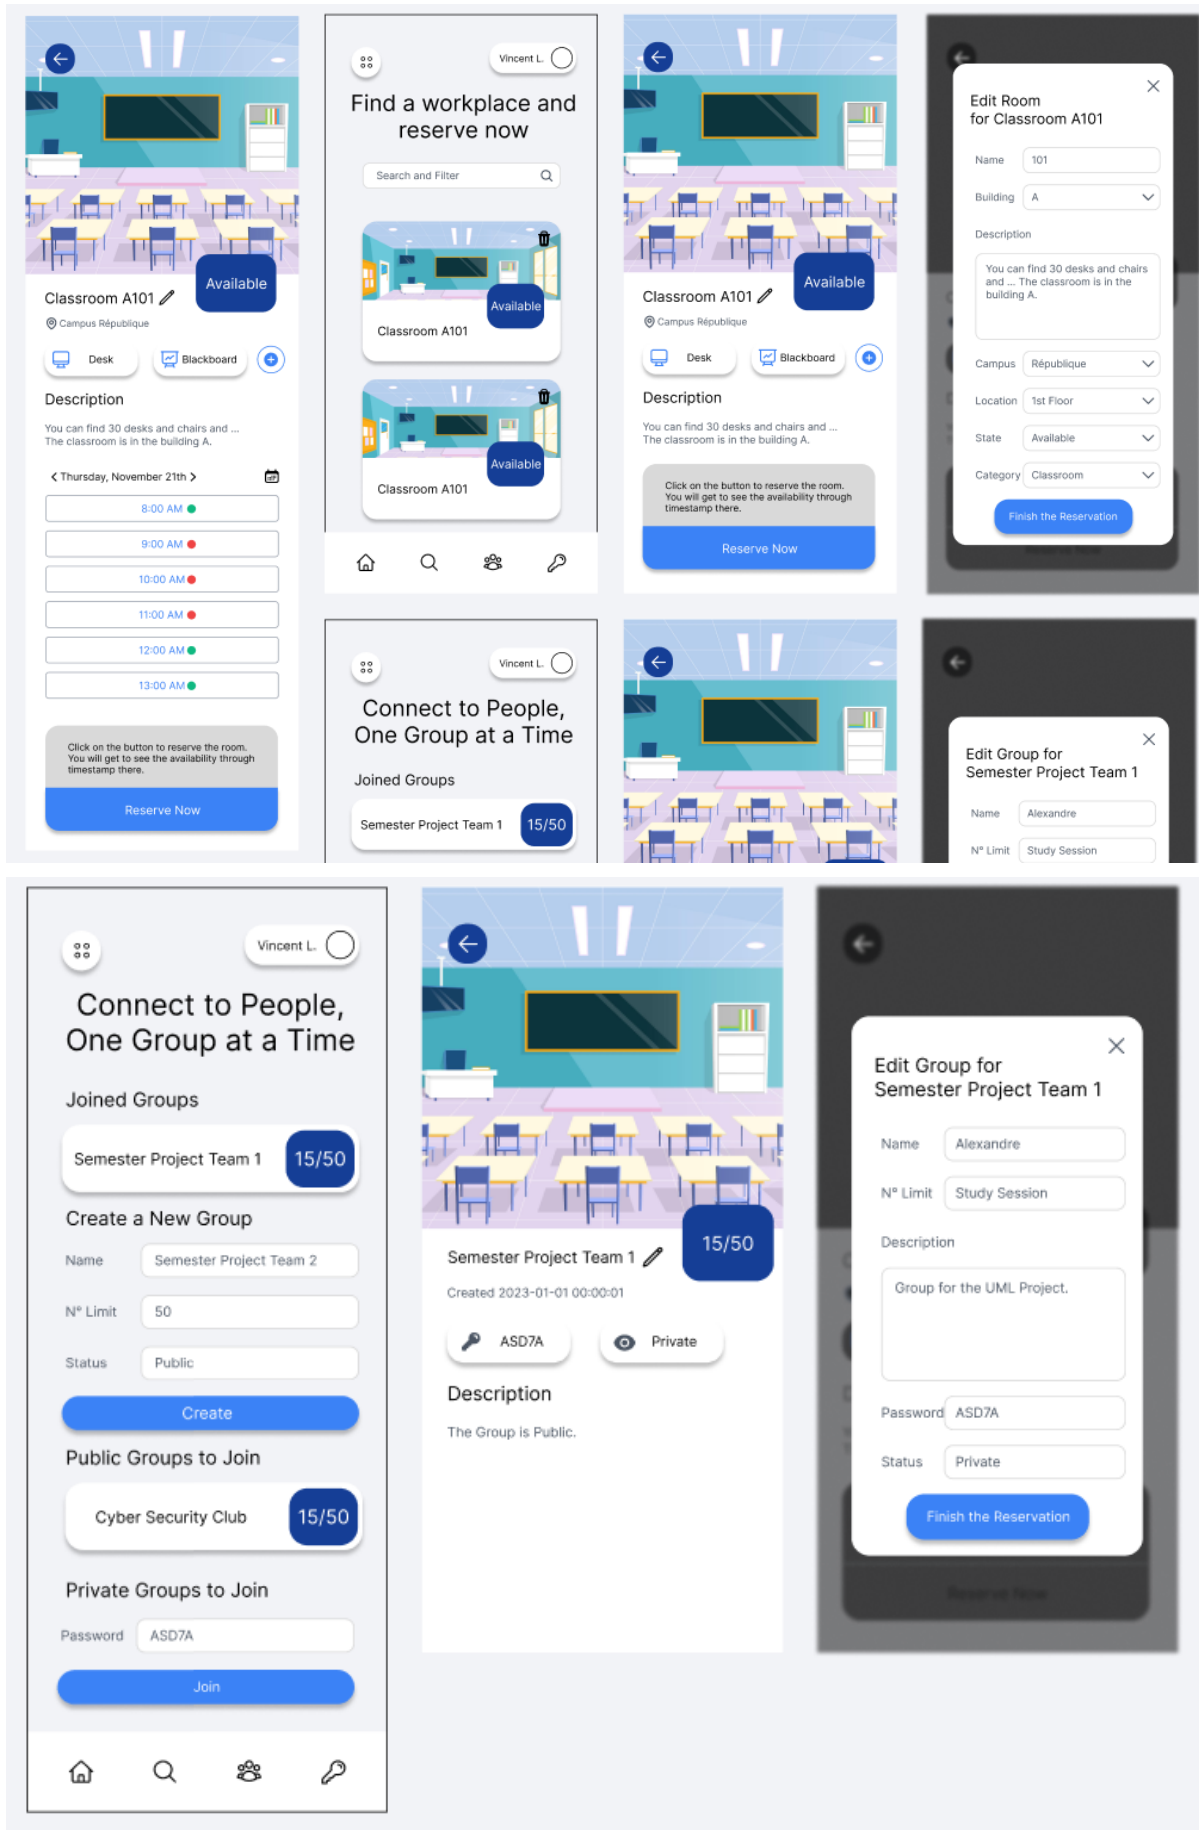 Classroom A101
Available
Campus République
Desk
Blackboard
Description
You can find 30 desks and chairs and ...
The classroom is in the building A.
Thursday, November 21th
8:00 AM
9:00 AM
10:00 AM
11:00 AM
12:00 AM
13:00 AM
Click on the button to reserve the room.
You will get to see the availability through
timestamp there.
Reserve Now
Vincent L.
Find a workplace and
reserve now
Search and Filter
Available
Classroom A101
Available
Classroom A101
Available
Classroom A101
Campus République
Desk
Blackboard
Description
You can find 30 desks and chairs and ...
The classroom is in the building A.
Click on the button to reserve the room.
You will get to see the availability through
timestamp there.
Reserve Now
Edit Room
for Classroom A101
Name 101
Building A
Description
You can find 30 desks and chairs
and ... The classroom is in the
building A.
Campus République
Location 1st Floor
State Available
Category Classroom
Finish the Reservation
Reserve Now
Vincent L.
Connect to People,
One Group at a Time
Joined Groups
Semester Project Team 1 15/50
Edit Group for
Semester Project Team 1
Name Alexandre
N° Limit Study Session
Vincent L.
Connect to People,
One Group at a Time
Joined Groups
Semester Project Team 1 15/50
Create a New Group
Name Semester Project Team 2
N° Limit 50
Status Public
Create
Public Groups to Join
Cyber Security Club 15/50
Private Groups to Join
Password ASD7A
Join
15/50
Semester Project Team 1
Created 2023-01-01 00:00:01
ASD7A
Private
Description
The Group is Public.
Edit Group for
Semester Project Team 1
Name Alexandre
N° Limit Study Session
Description
Group for the UML Project.
Password ASD7A
Status Private
Finish the Reservation
Reserve Now